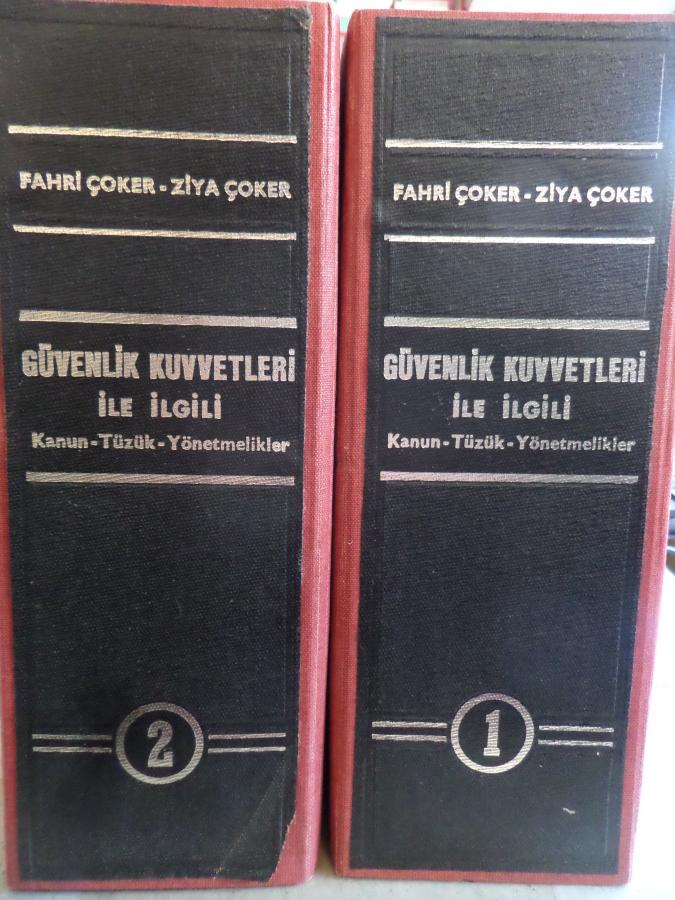 FAHRİ ÇOKER - ZİYA ÇOKER
GÜVENLİK KUVVETLERİ
İLE İLGİLİ
Kanun - Tüzük - Yönetmelikler
2
FAHRİ ÇOKER - ZİYA ÇOKER
GÜVENLİK KUVVETLERİ
İLE İLGİLİ
Kanun - Tüzük - Yönetmelikler
1